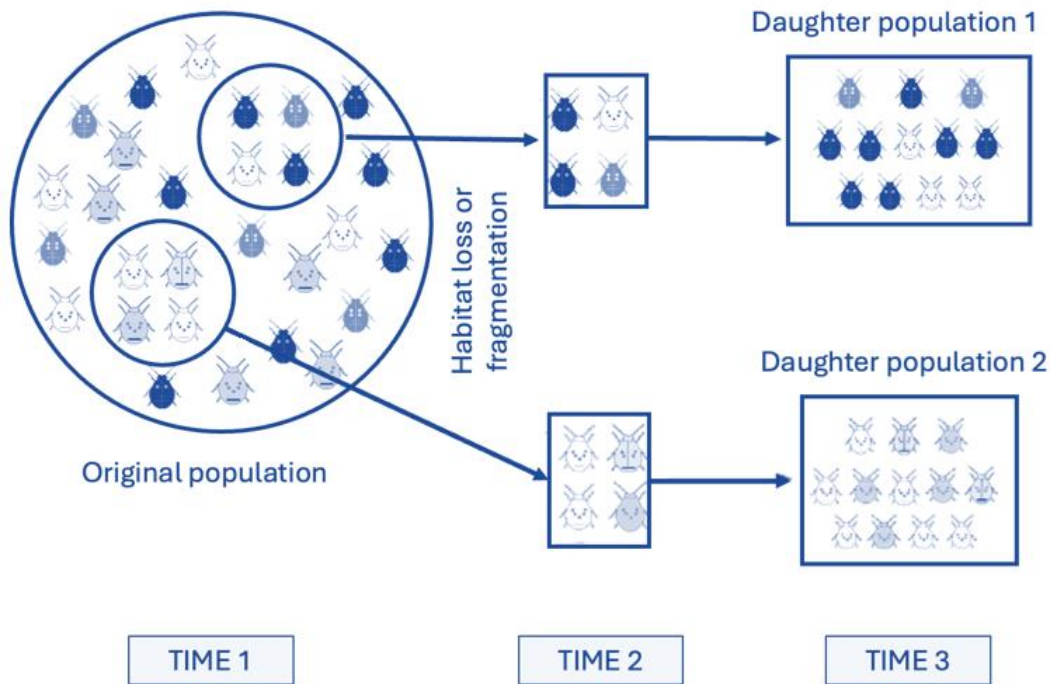 Daughter population 1
Habitat loss or
fragmentation
Daughter population 2
Original population
TIME 1
TIME 2
TIME 3